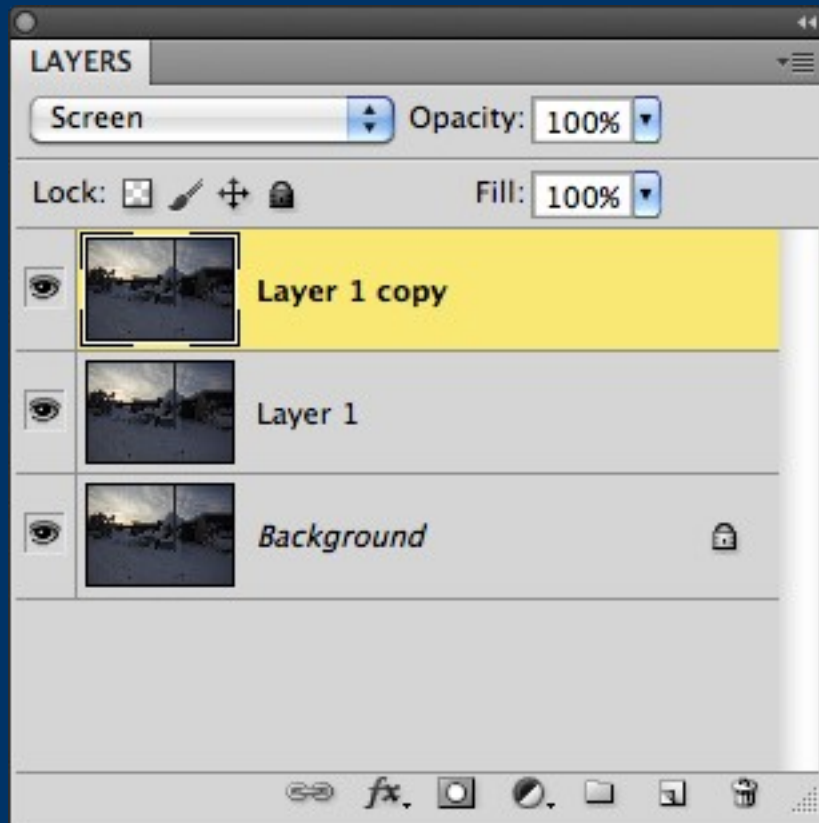 LAYERS
Screen Opacity: 100%
Lock: Fill: 100%
Layer 1 copy
Layer 1
Background
fx.